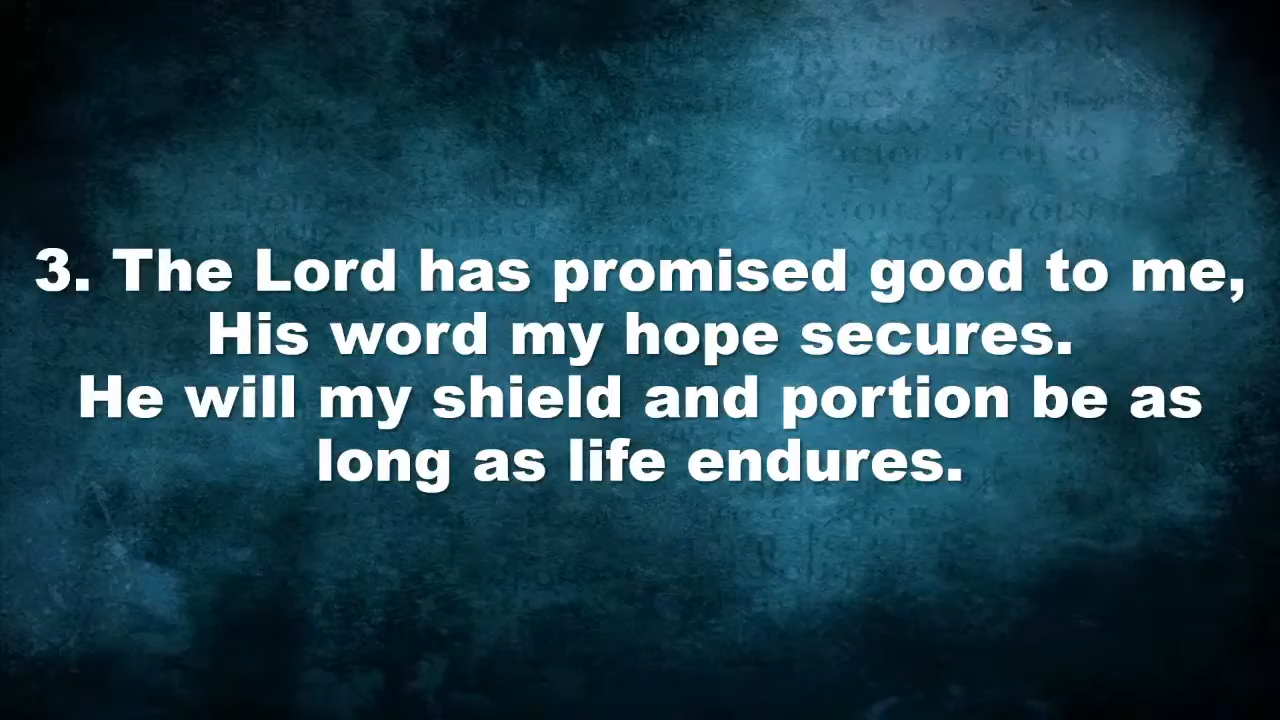 3. The Lord has promised good to me,
His word my hope secures.
He will my shield and portion be as
long as life endures.